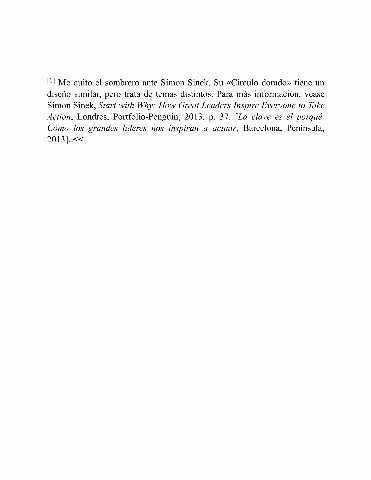 [1] Me quito el sombrero ante Simon Sinek. Su «Círculo dorado» tiene un
diseño similar, pero trata de temas distintos. Para más información, véase
Simon Sinek, Start with Why: How Great Leaders Inspire Everyone to Take
Action, Londres, Portfolio-Penguin, 2013, p. 37. [La clave es el porqué.
Cómo los grandes líderes nos inspiran a actuar, Barcelona, Península,
2013]. <<